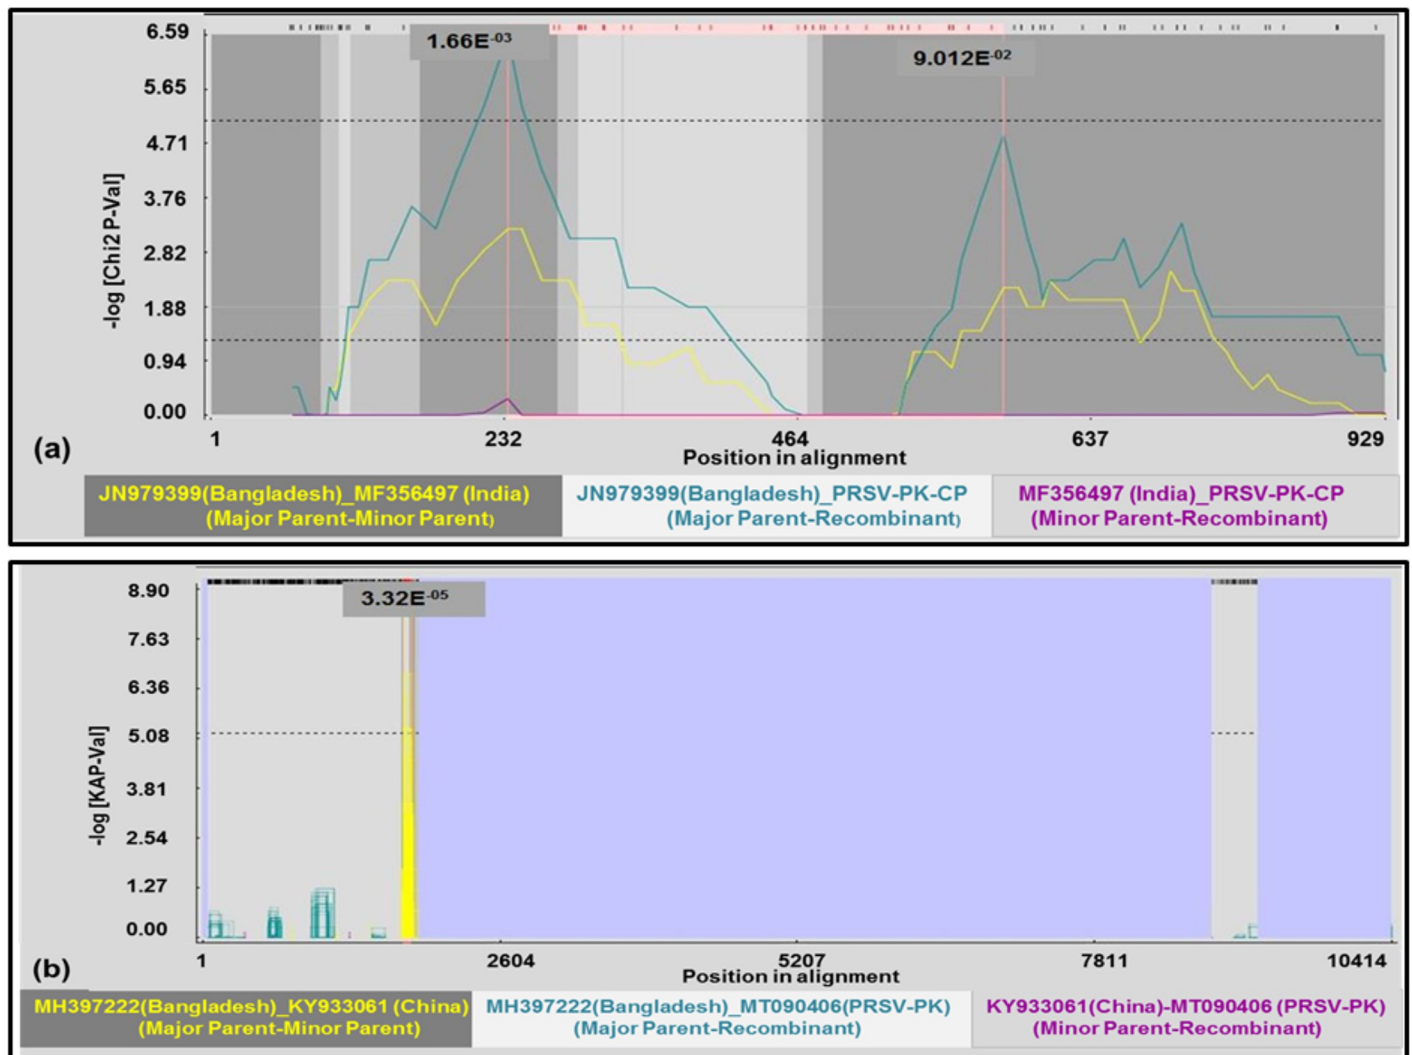 6.59
1.66E-03
9.012E-02
5.65
4.71
3.76
2.82
1.88
0.94
0.00
-log [Chi2 P-Val]
1 232 464 637 929
(a)
Position in alignment
JN979399(Bangladesh)_MF356497 (India) JN979399(Bangladesh)_PRSV-PK-CP MF356497 (India)_PRSV-PK-CP
(Major Parent-Minor Parent) (Major Parent-Recombinant) (Minor Parent-Recombinant)
8.90
3.32E-05
7.63
6.36
5.08
3.81
2.54
1.27
0.00
-log [KAP-Val]
1 2604 5207 7811 10414
(b)
Position in alignment
MH397222(Bangladesh)_KY933061 (China) MH397222(Bangladesh)_MT090406(PRSV-PK) KY933061(China)-MT090406 (PRSV-PK)
(Major Parent-Minor Parent) (Major Parent-Recombinant) (Minor Parent-Recombinant)